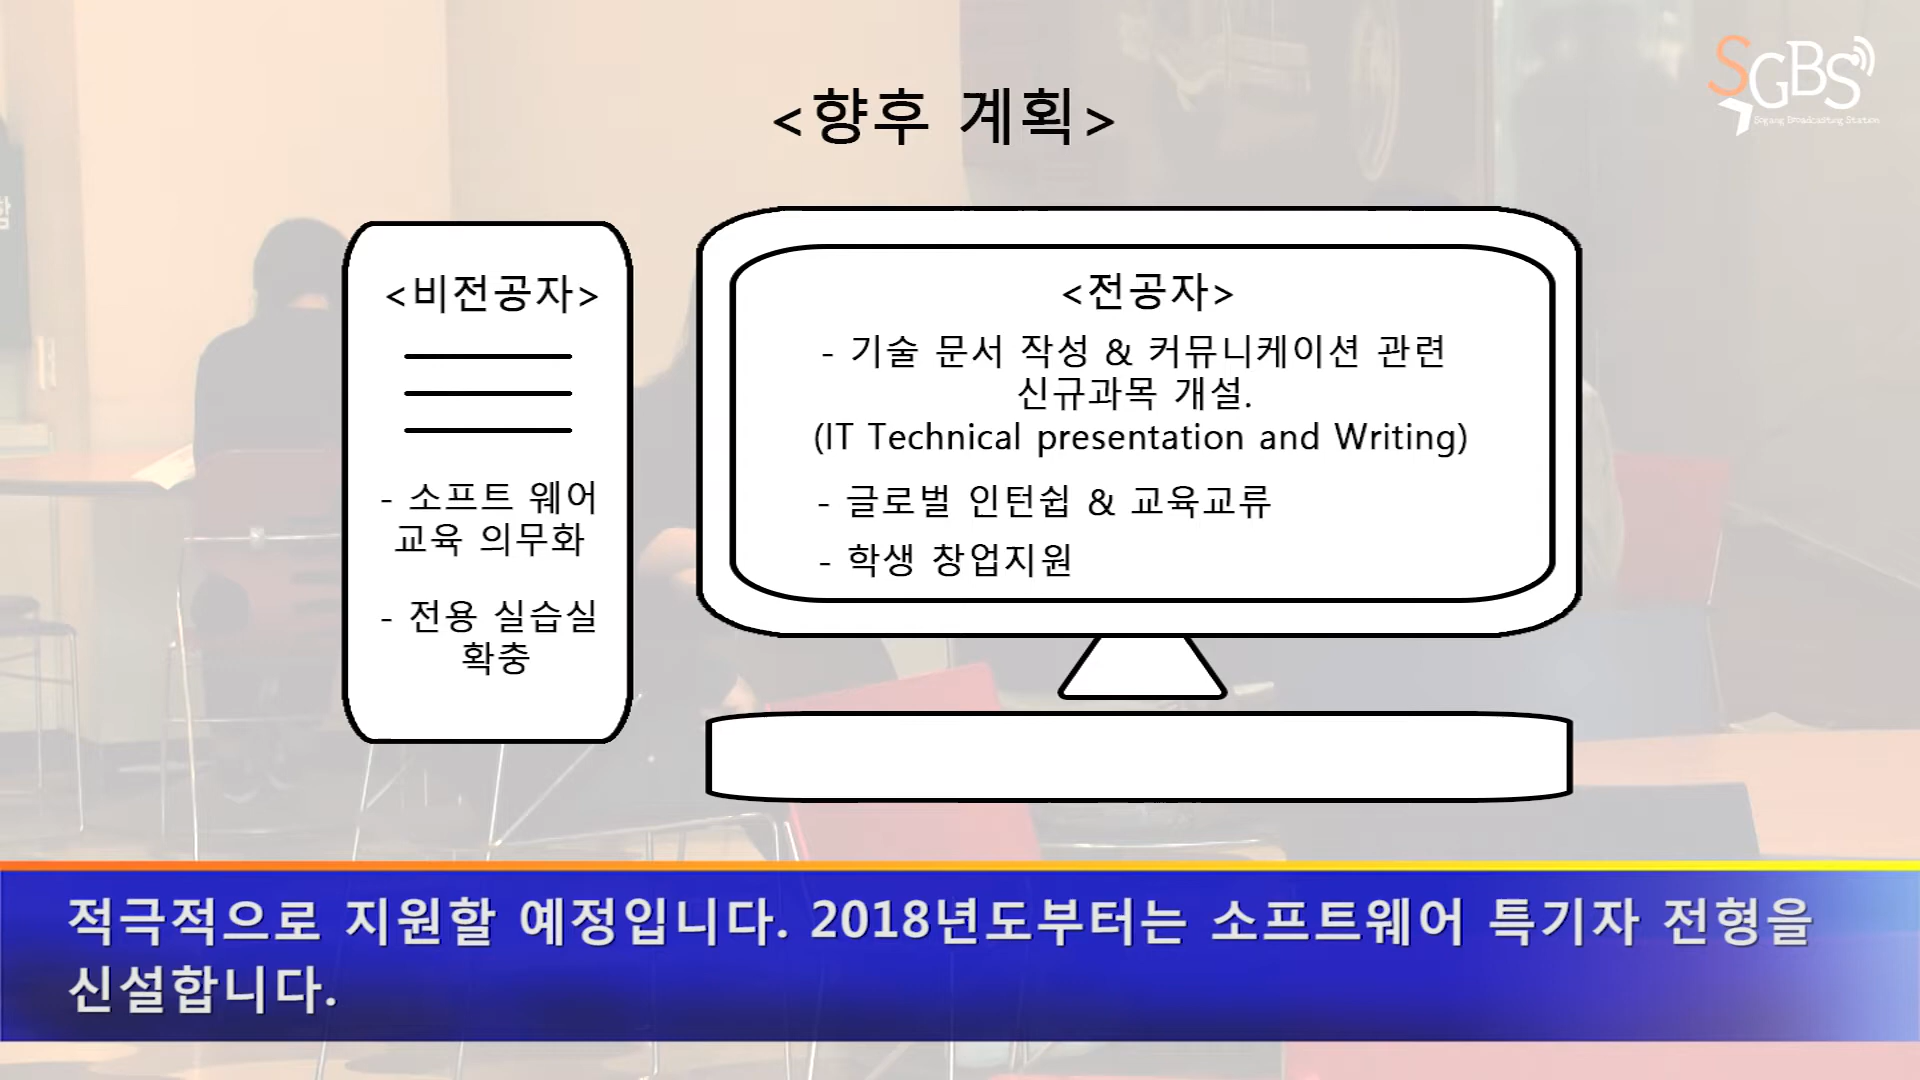 <향후 계획>
SGBS
Sogang Broadcasting Station
<비전공자>
- 소프트 웨어
교육 의무화
- 전용 실습실
확충
<전공자>
- 기술 문서 작성 & 커뮤니케이션 관련
신규과목 개설.
(IT Technical presentation and Writing)
- 글로벌 인턴쉽 & 교육교류
- 학생 창업지원
적극적으로 지원할 예정입니다. 2018년도부터는 소프트웨어 특기자 전형을
신설합니다.